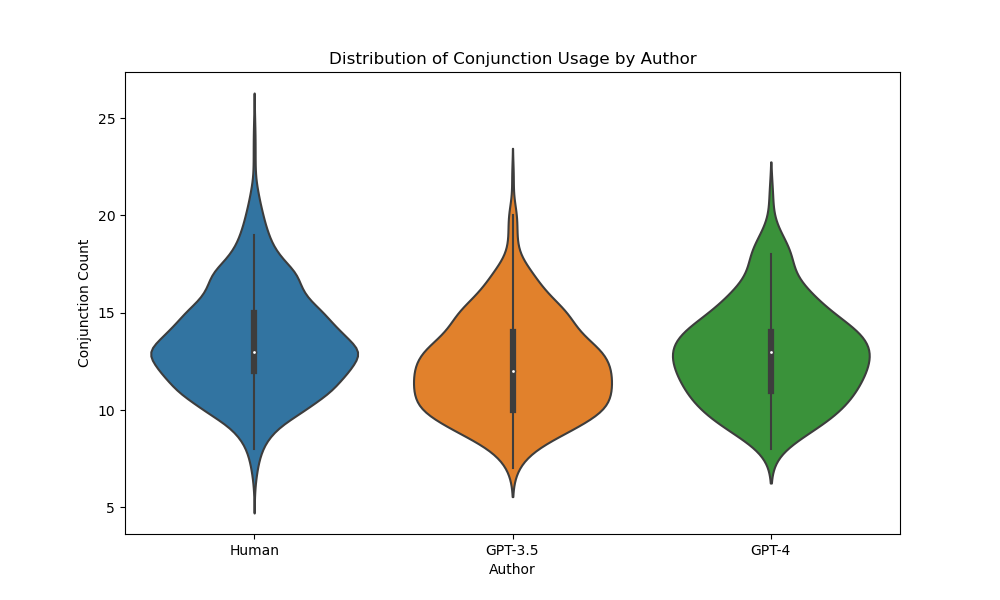 Distribution of Conjunction Usage by Author
25
20
15
10
5
Conjunction Count
Human
GPT-3.5
GPT-4
Author